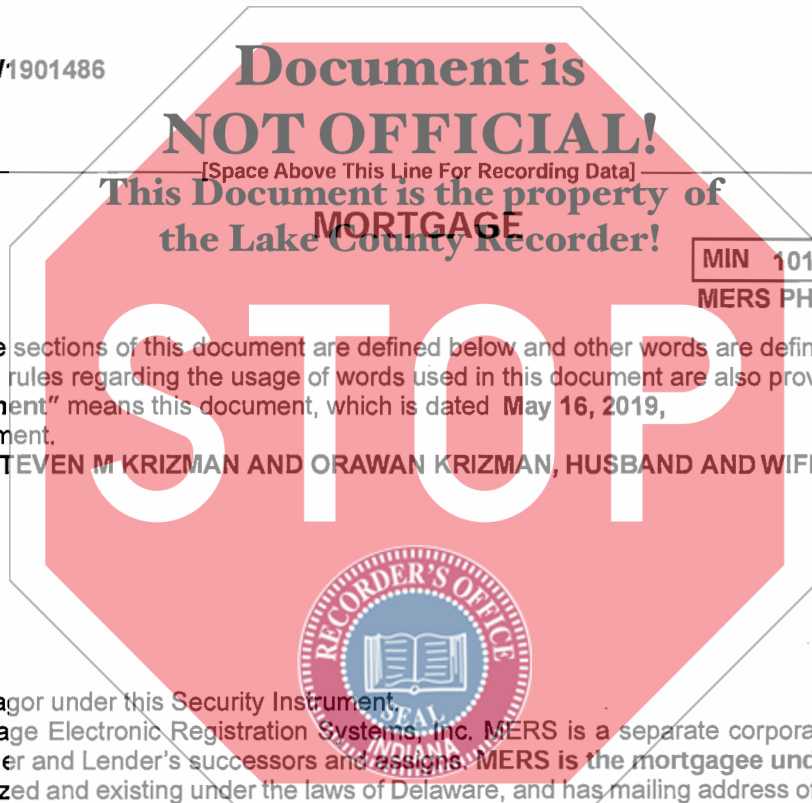 1901486
Document is
NOT OFFICIAL!
[Space Above This Line For Recording Data]
This Document is the property of
MORTGAGE
the Lake County Recorder!
MIN 101
MERS PH
STOP
e sections of this document are defined below and other words are defin
rules regarding the usage of words used in this document are also prov
ent" means this document, which is dated May 16, 2019,
ment.
TEVEN M KRIZMAN AND ORAWAN KRIZMAN, HUSBAND AND WIF
RECORDER'S OFFICE
SEAL
INDIANA
agor under this Security Instrument.
age Electronic Registration Systems, Inc. MERS is a separate corpora
er and Lender's successors and assigns. MERS is the mortgagee und
zed and existing under the laws of Delaware, and has mailing address o